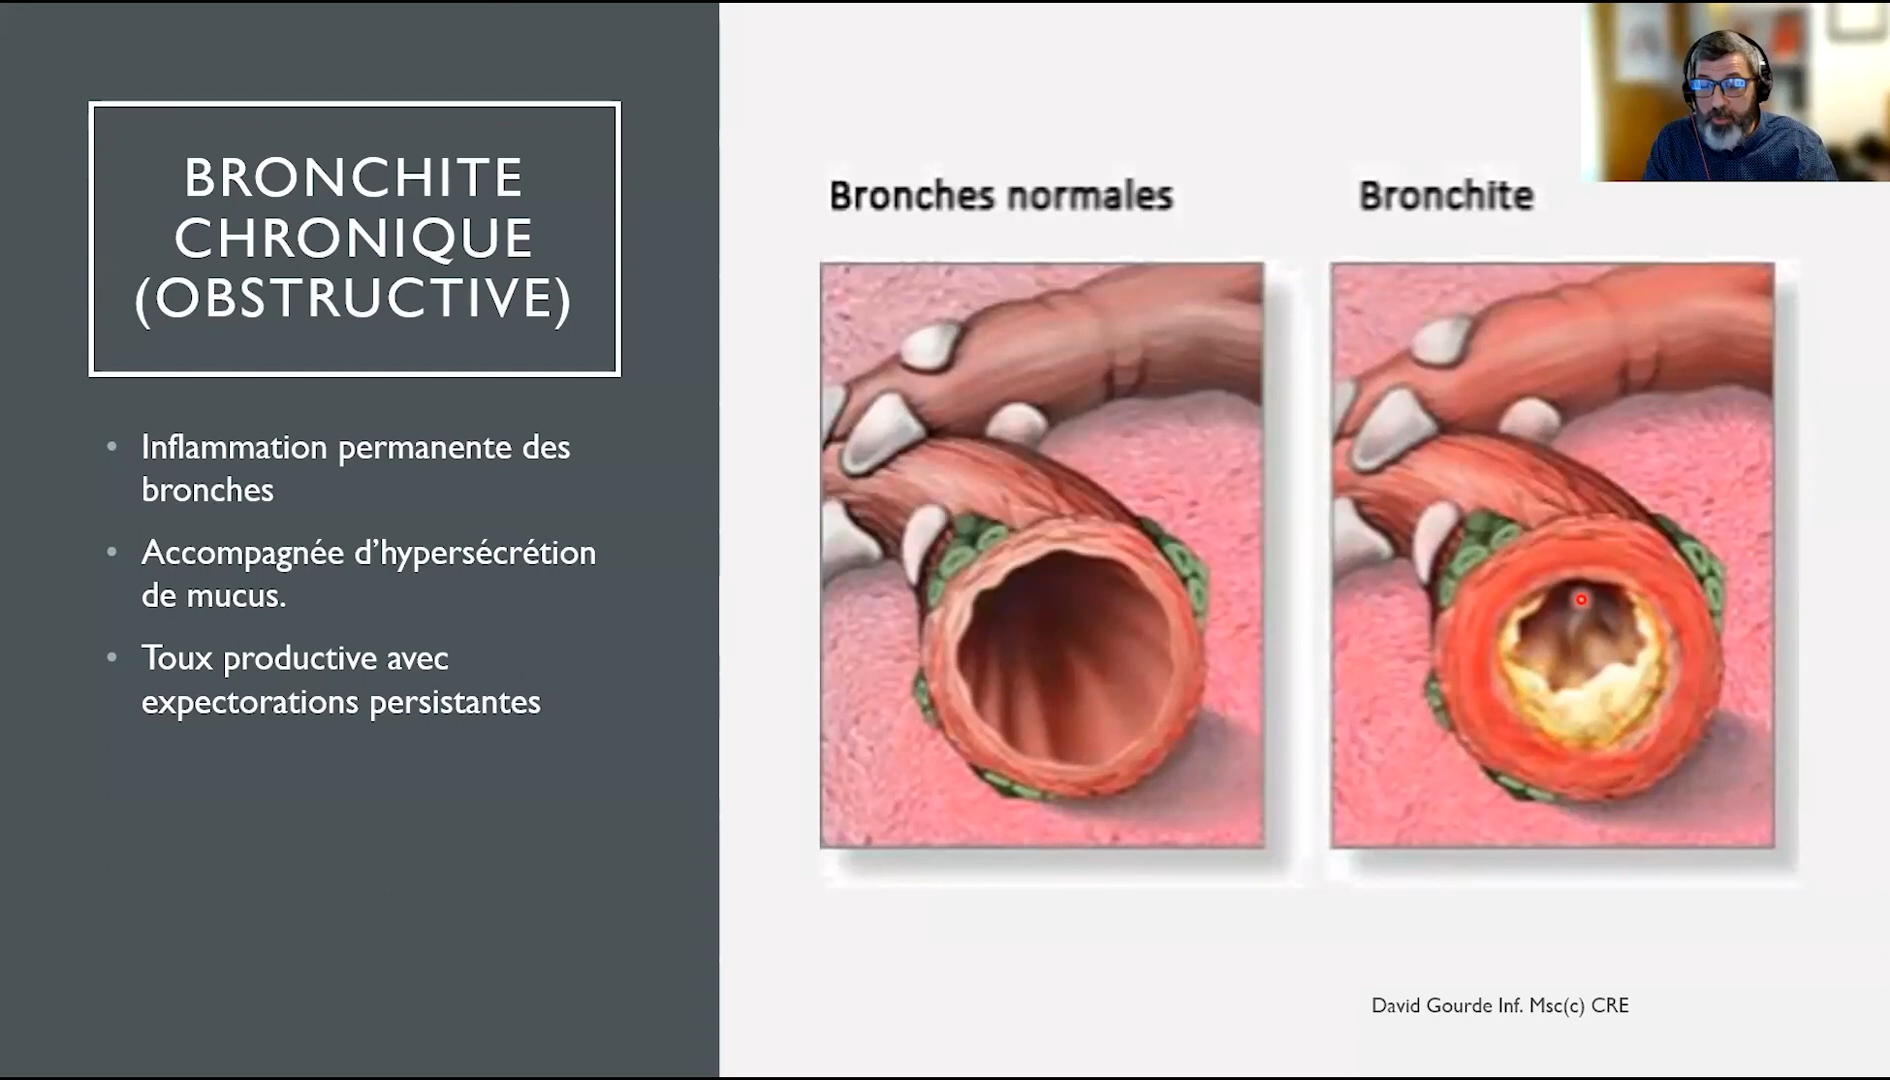 BRONCHITE
CHRONIQUE
(OBSTRUCTIVE)
• Inflammation permanente des
bronches
• Accompagnée d’hypersécrétion
de mucus.
• Toux productive avec
expectorations persistantes
Bronches normales
Bronchite
David Gourde Inf. Msc(c) CRE